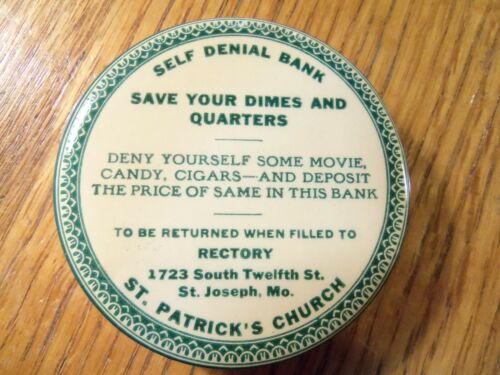 SELF DENIAL BANK
SAVE YOUR DIMES AND
QUARTERS
DENY YOURSELF SOME MOVIE,
CANDY, CIGARS—AND DEPOSIT
THE PRICE OF SAME IN THIS BANK
TO BE RETURNED WHEN FILLED TO
RECTORY
1723 South Twelfth St.
St. Joseph, Mo.
ST. PATRICK'S CHURCH